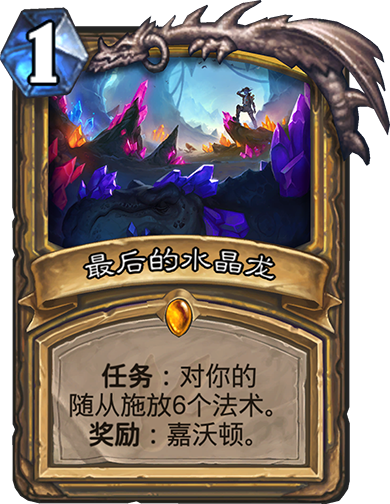 1
最后的水晶龙
任务：对你的
随从施放6个法术。
奖励：嘉沃顿。